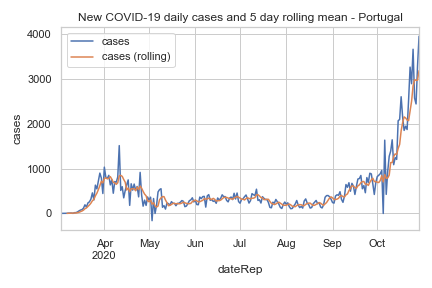 New COVID-19 daily cases and 5 day rolling mean - Portugal
cases
cases (rolling)
4000
3000
2000
1000
0
cases
Apr
2020
May
Jun
Jul
Aug
Sep
Oct
dateRep